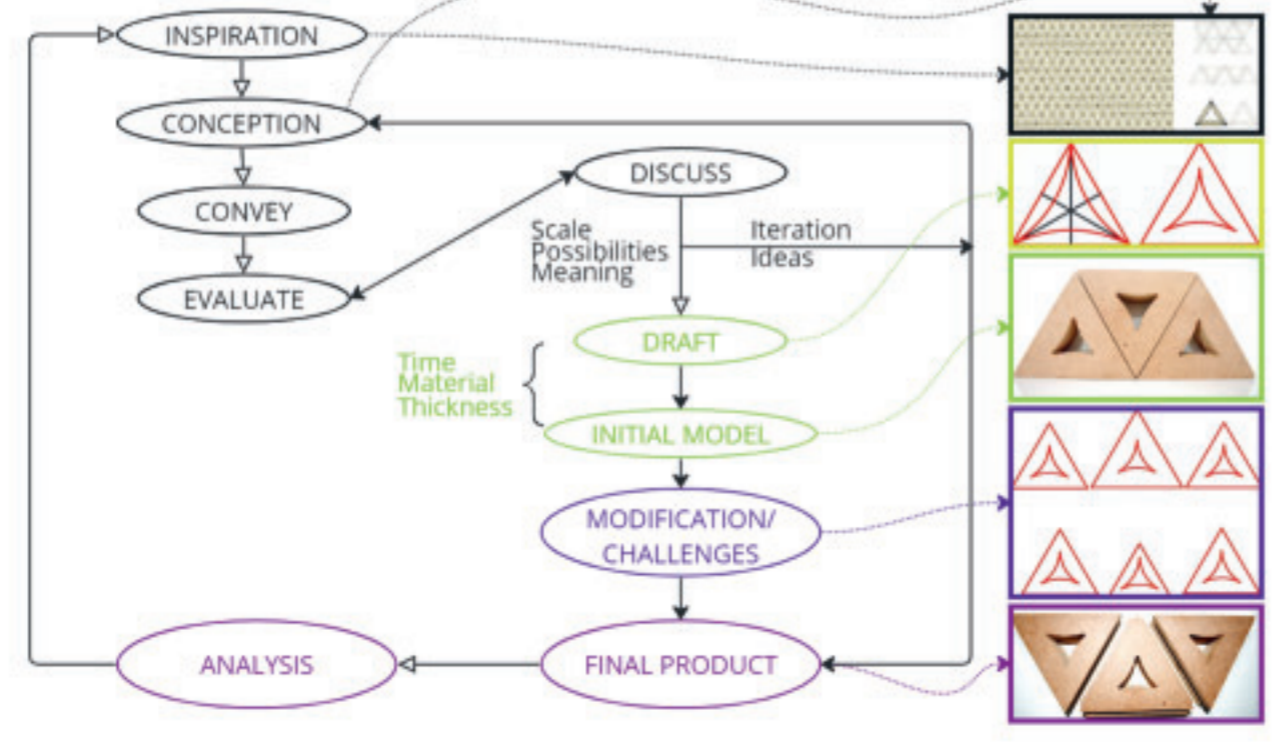 INSPIRATION
CONCEPTION
CONVEY
EVALUATE
DISCUSS
Scale
Possibilities
Meaning
Iteration
Ideas
DRAFT
Time
Material
Thickness
INITIAL MODEL
MODIFICATION/
CHALLENGES
FINAL PRODUCT
ANALYSIS